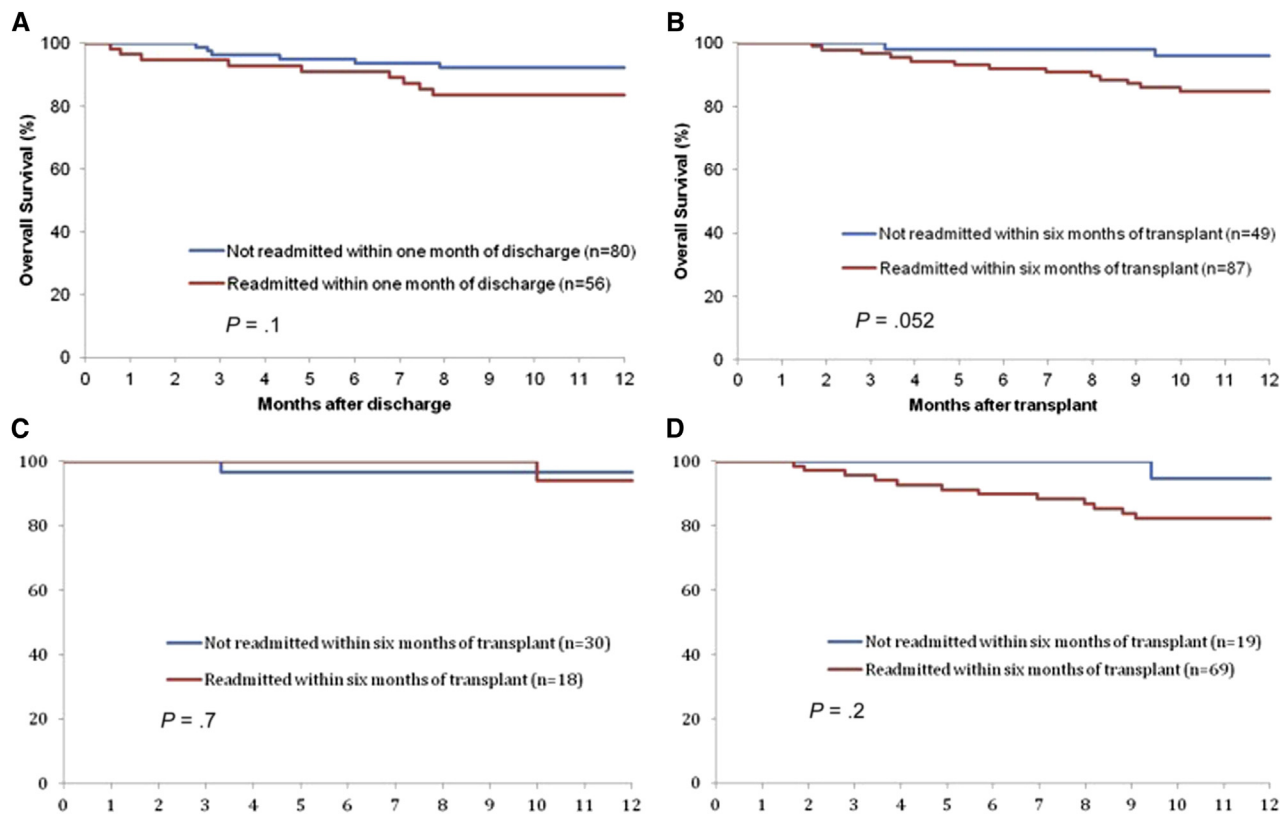 A
100
80
60
40
20
0
Overvall Survival (%)
Not readmitted within one month of discharge (n=80)
Readmitted within one month of discharge (n=56)
P = .1
0 1 2 3 4 5 6 7 8 9 10 11 12
Months after discharge
B
100
80
60
40
20
0
Overall Survival (%)
Not readmitted within six months of transplant (n=49)
Readmitted within six months of transplant (n=87)
P = .052
0 1 2 3 4 5 6 7 8 9 10 11 12
Months after transplant
C
100
80
60
40
20
0
Not readmitted within six months of transplant (n=30)
Readmitted within six months of transplant (n=18)
P = .7
0 1 2 3 4 5 6 7 8 9 10 11 12
D
100
80
60
40
20
0
Not readmitted within six months of transplant (n=19)
Readmitted within six months of transplant (n=69)
P = .2
0 1 2 3 4 5 6 7 8 9 10 11 12